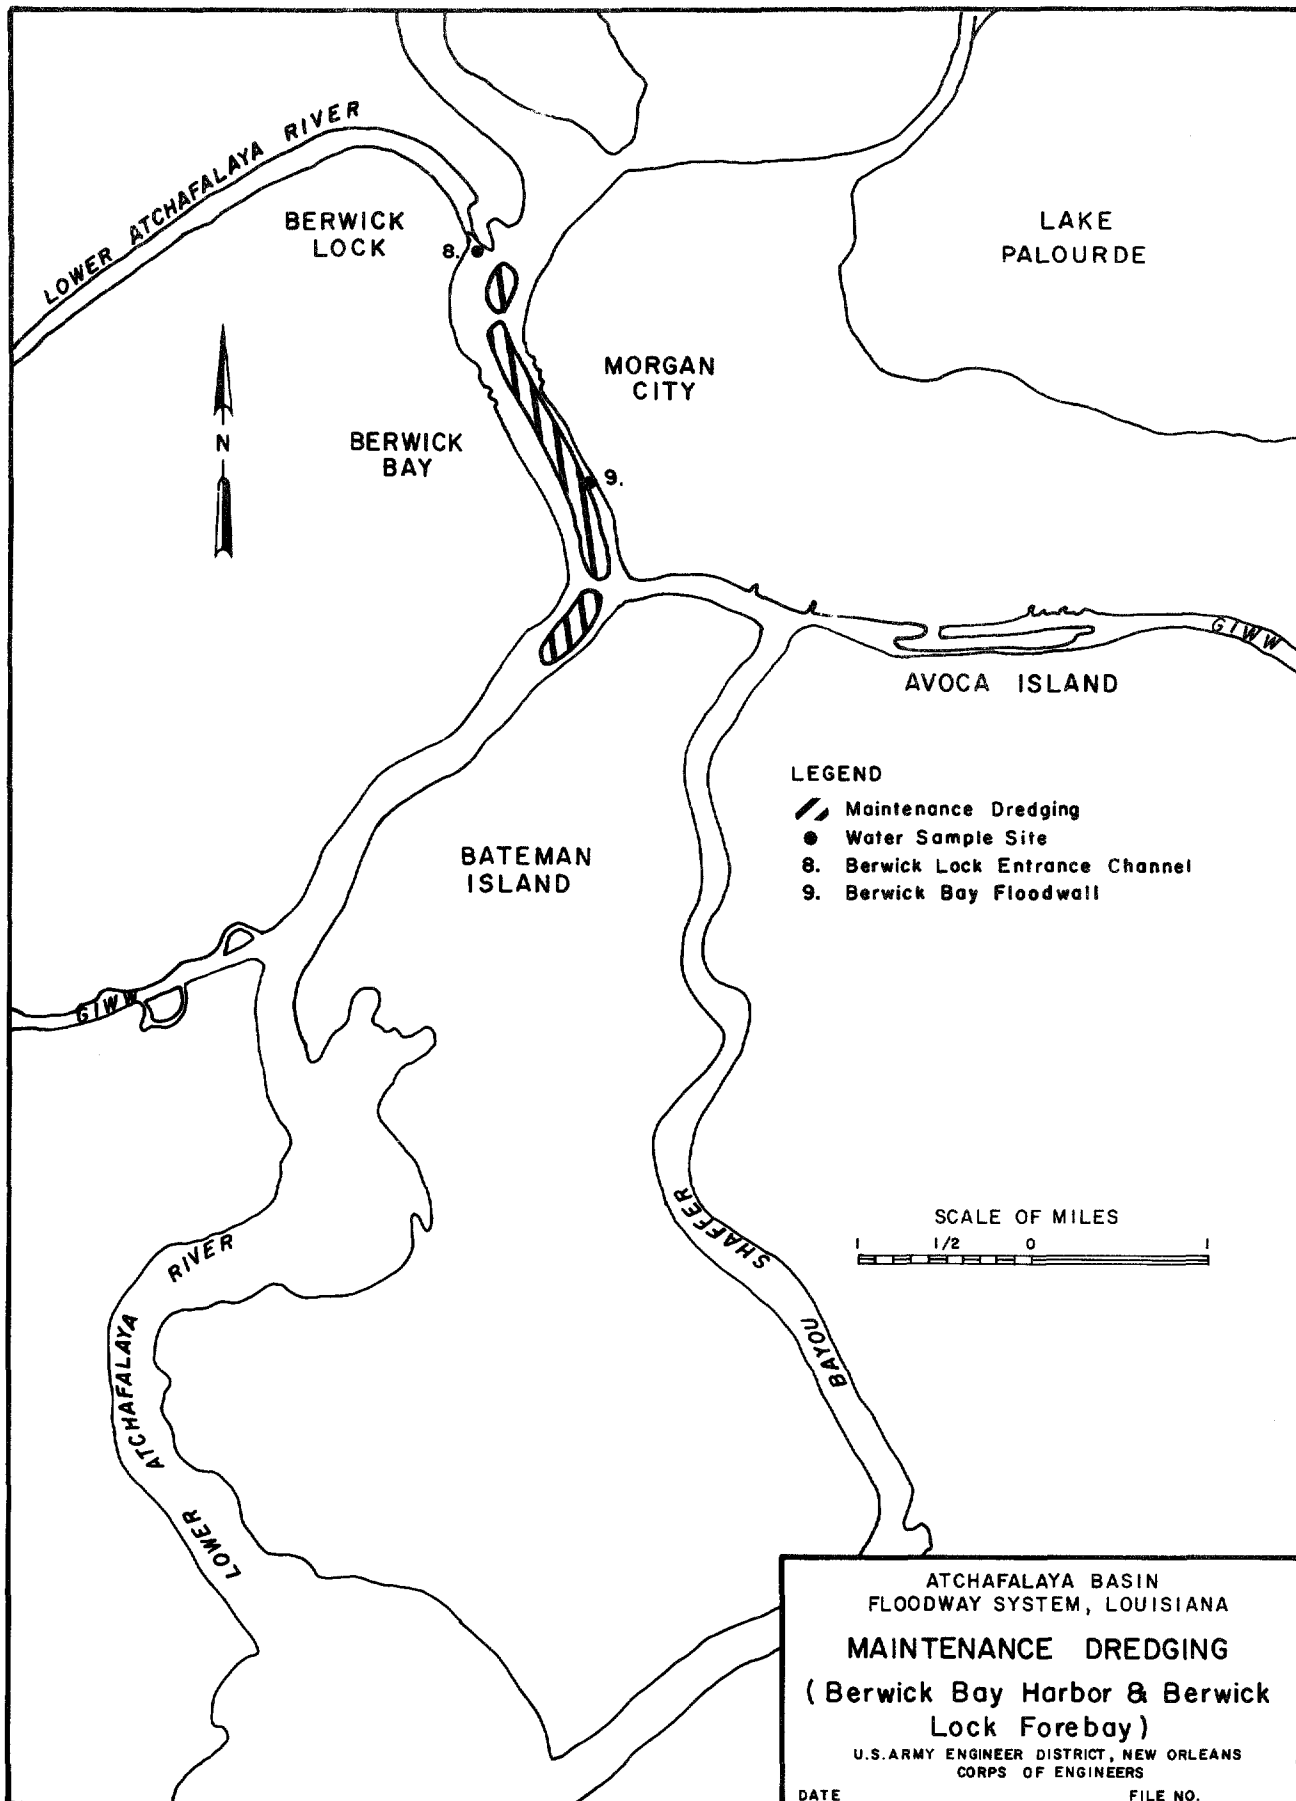 LOWER ATCHAFALAYA RIVER
BERWICK
LOCK
8.
LAKE
PALOURDE
N
MORGAN
CITY
BERWICK
BAY
9.
GIWW
AVOCA ISLAND
LEGEND
Maintenance Dredging
Water Sample Site
8. Berwick Lock Entrance Channel
9. Berwick Bay Floodwall
BATEMAN
ISLAND
GIWW
SHAFFER
BAYOU
SCALE OF MILES
1 1/2 0 1
RIVER
ATCHAFALAYA
LOWER
ATCHAFALAYA BASIN
FLOODWAY SYSTEM, LOUISIANA
MAINTENANCE DREDGING
(Berwick Bay Harbor & Berwick
Lock Forebay)
U.S. ARMY ENGINEER DISTRICT, NEW ORLEANS
CORPS OF ENGINEERS
DATE FILE NO.